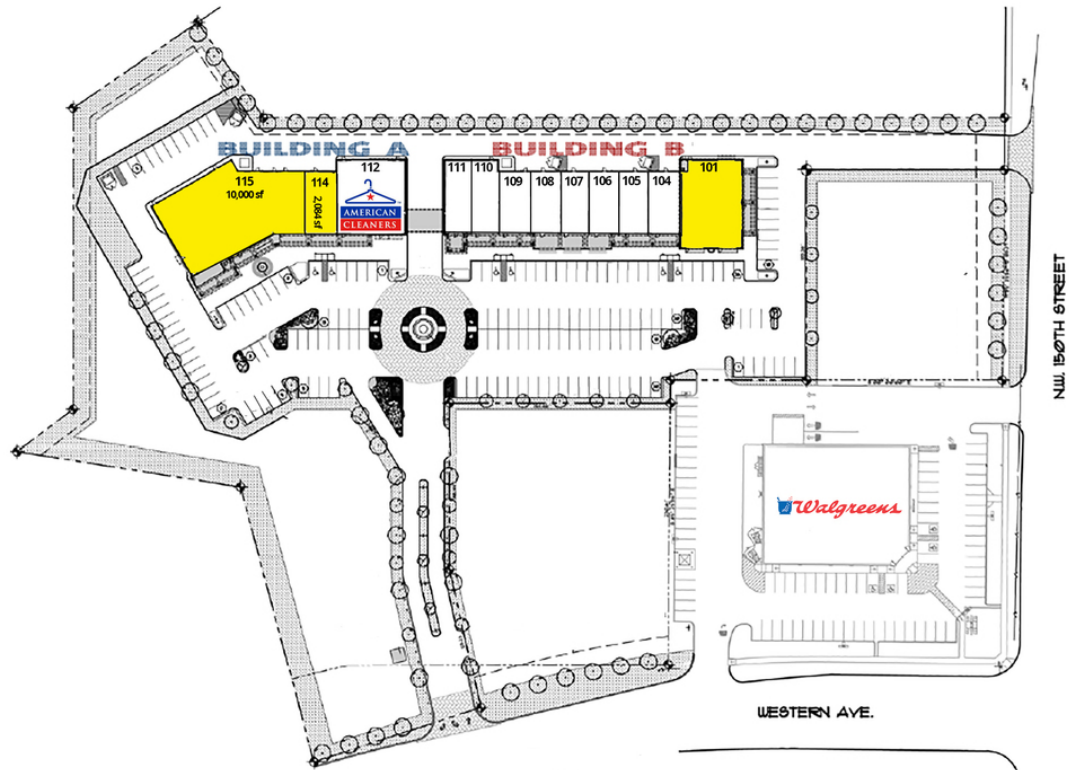 BUILDING A
BUILDING B
115
10,000 sf
114
2,084 sf
112
AMERICAN
CLEANERS
111
110
109
108
107
106
105
104
101
N.W. 150TH STREET
Walgreens
WESTERN AVE.